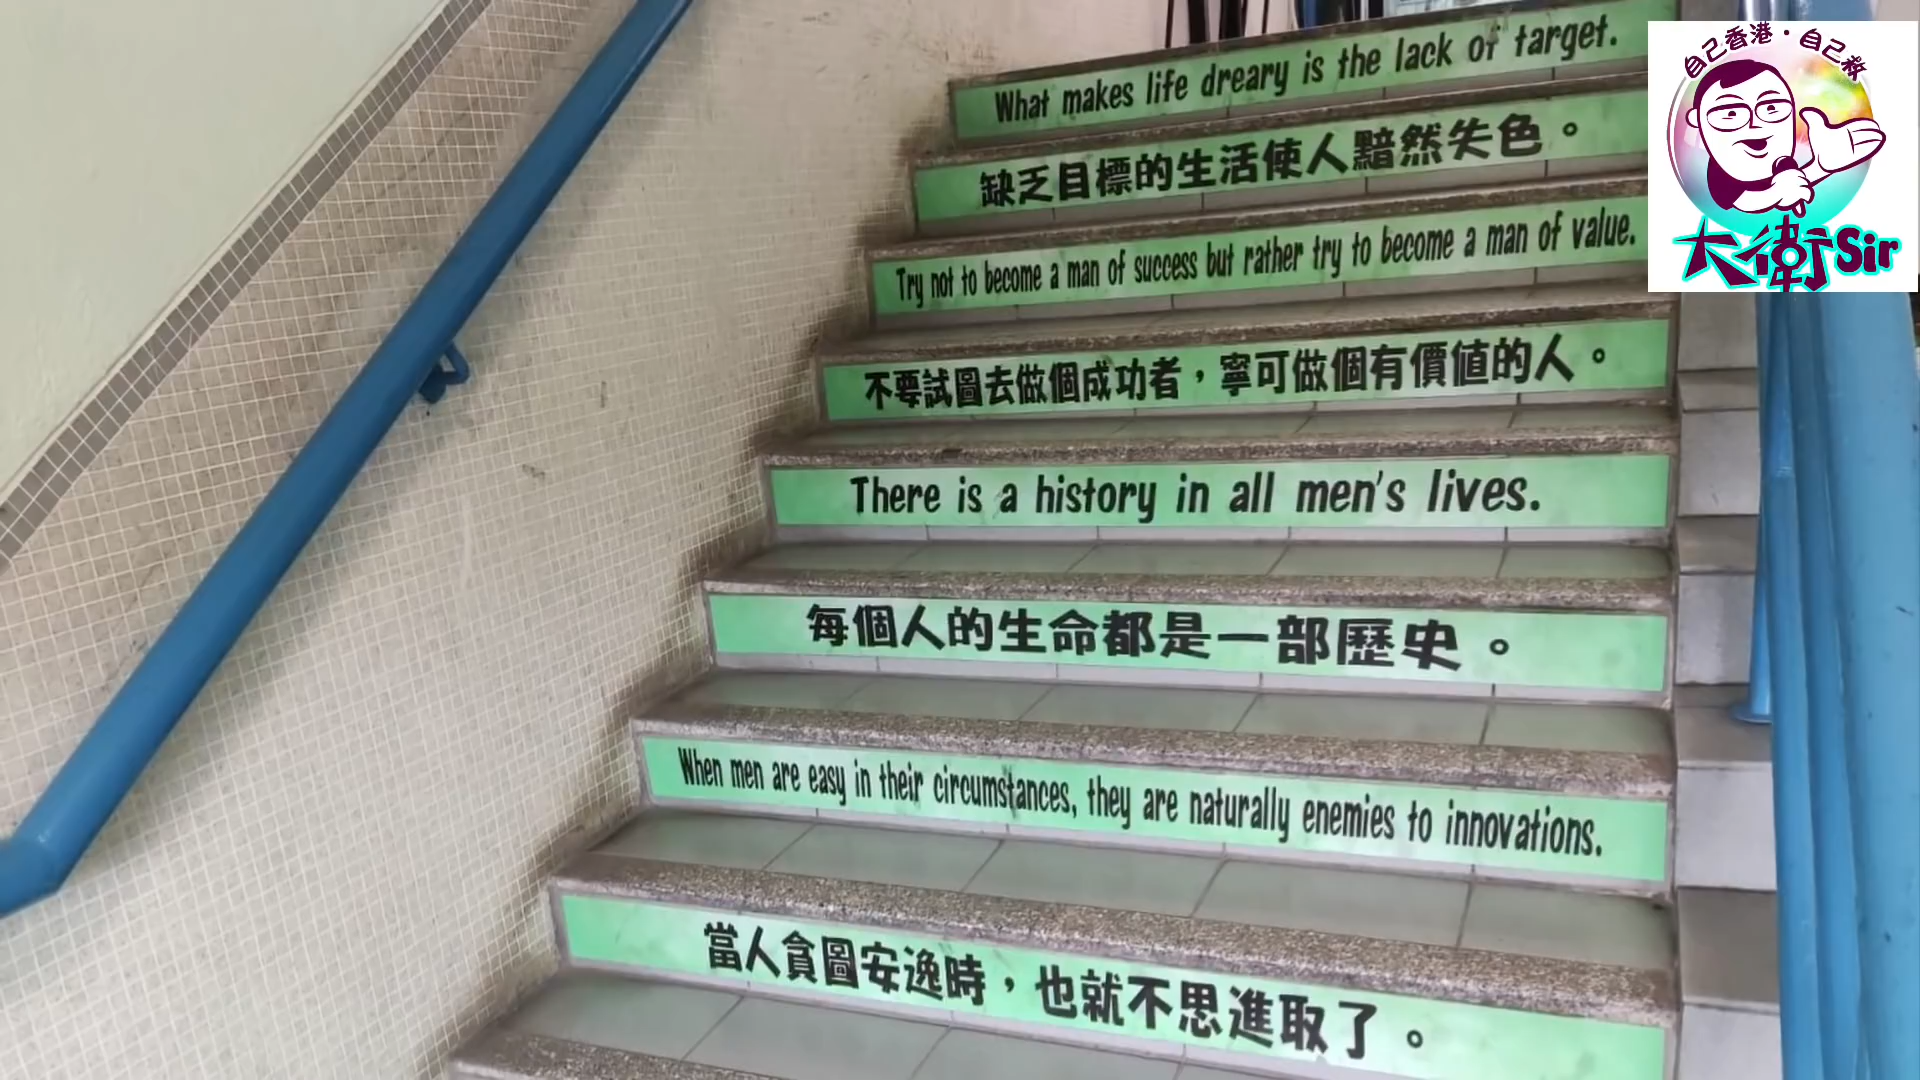 What makes life dreary is the lack of target.
缺乏目標的生活使人黯然失色。
Try not to become a man of success but rather try to become a man of value.
不要試圖去做個成功者，寧可做個有價值的人。
There is a history in all men's lives.
每個人的生命都是一部歷史。
When men are easy in their circumstances, they are naturally enemies to innovations.
當人貪圖安逸時，也就不思進取了。
自己香港·自己撐
大衛Sir